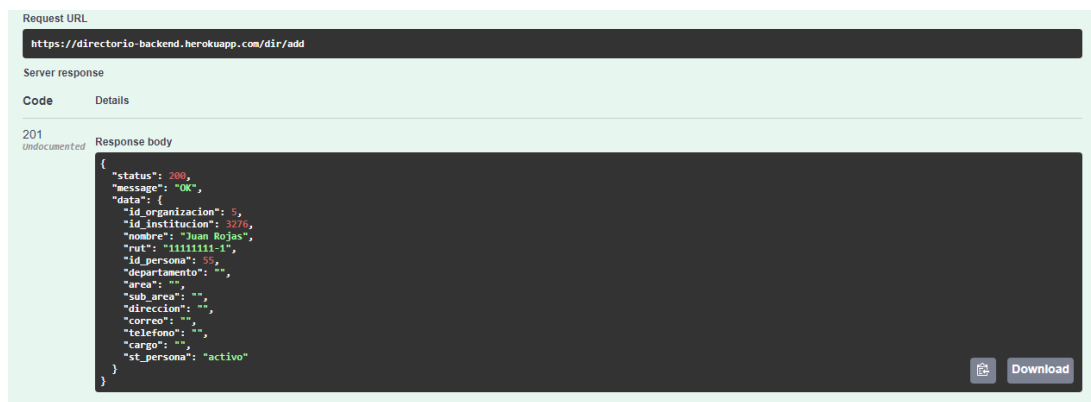 Request URL
https://directorio-backend.herokuapp.com/dir/add
Server response
Code Details
201 Response body
Undocumented
{
  "status": 200,
  "message": "OK",
  "data": {
    "id_organizacion": 5,
    "id_institucion": 3276,
    "nombre": "Juan Rojas",
    "rut": "11111111-1",
    "id_persona": 55,
    "departamento": "",
    "area": "",
    "sub_area": "",
    "direccion": "",
    "correo": "",
    "telefono": "",
    "cargo": "",
    "st_persona": "activo"
  }
}
Download